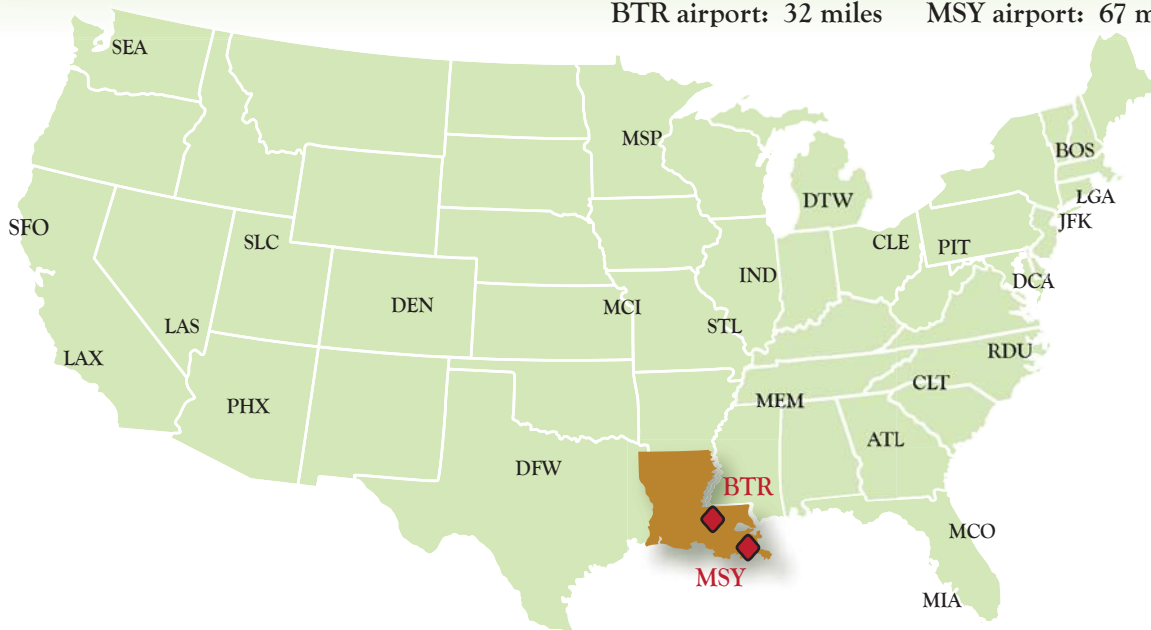 BTR airport: 32 miles MSY airport: 67 m
SEA
MSP
BOS
DTW
LGA
JFK
SFO
SLC
CLE
PIT
IND
DCA
DEN
MCI
STL
LAS
RDU
LAX
CLT
MEM
PHX
ATL
DFW
BTR
MCO
MSY
MIA